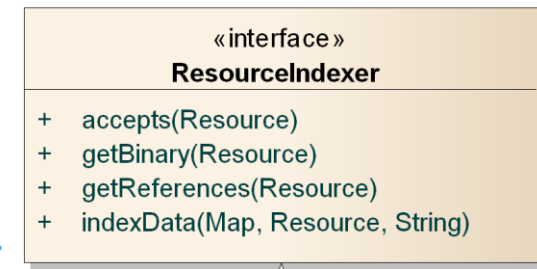 «interface»
ResourceIndexer
+ accepts(Resource)
+ getBinary(Resource)
+ getReferences(Resource)
+ indexData(Map, Resource, String)